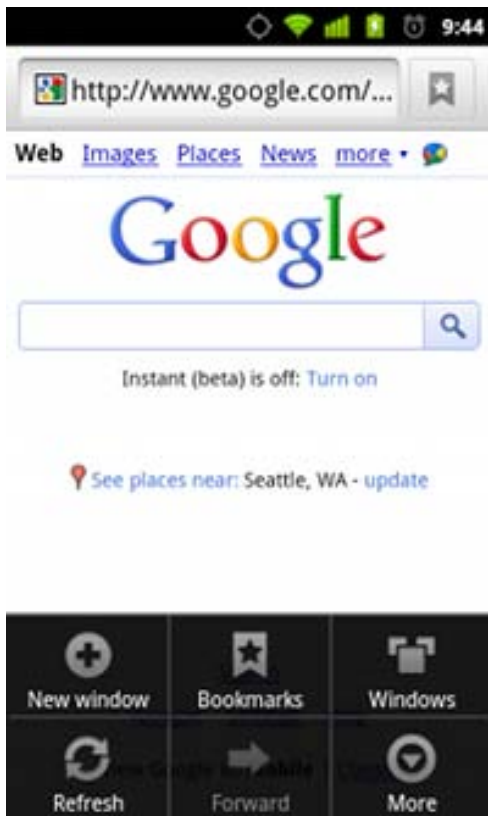 9:44
http://www.google.com/...
Web Images Places News more
Google
Instant (beta) is off: Turn on
See places near: Seattle, WA - update
New window Bookmarks Windows
Refresh Forward More